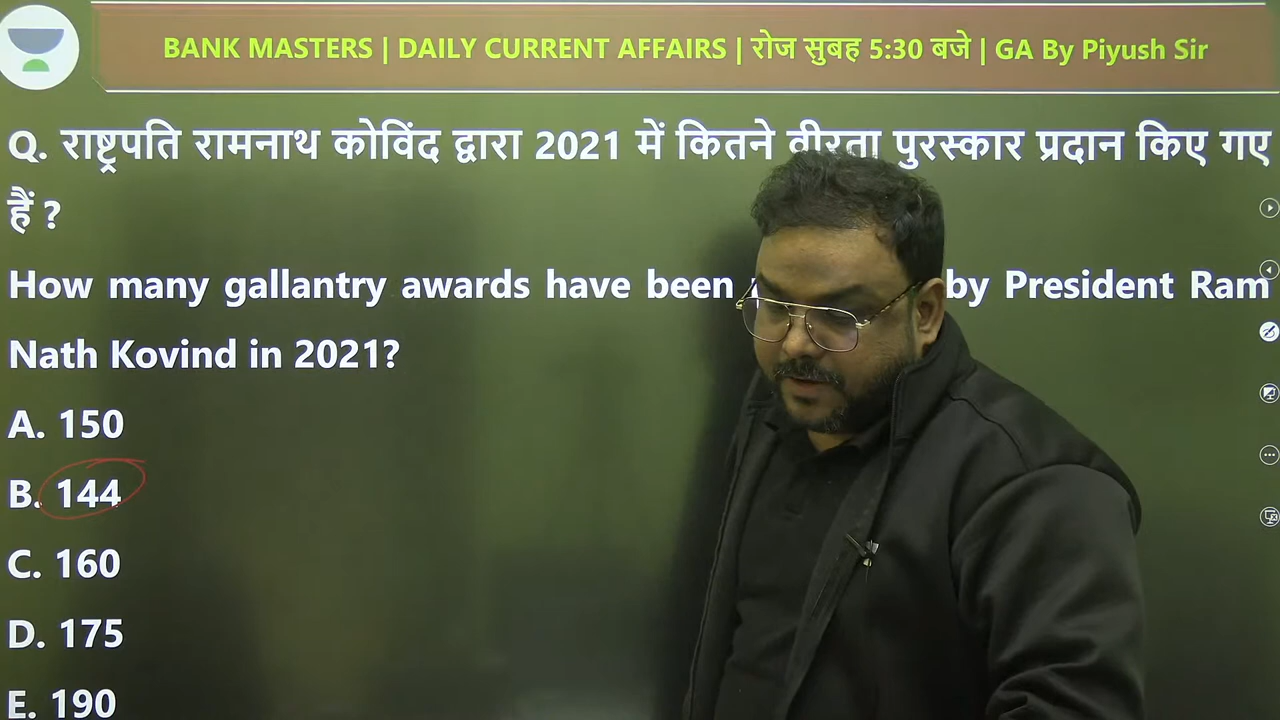 BANK MASTERS | DAILY CURRENT AFFAIRS | रोज सुबह 5:30 बजे | GA By Piyush Sir
Q. राष्ट्रपति रामनाथ कोविंद द्वारा 2021 में कितने वीरता पुरस्कार प्रदान किए गए
हैं ?
How many gallantry awards have been by President Ram
Nath Kovind in 2021?
A. 150
B. 144
C. 160
D. 175
E. 190